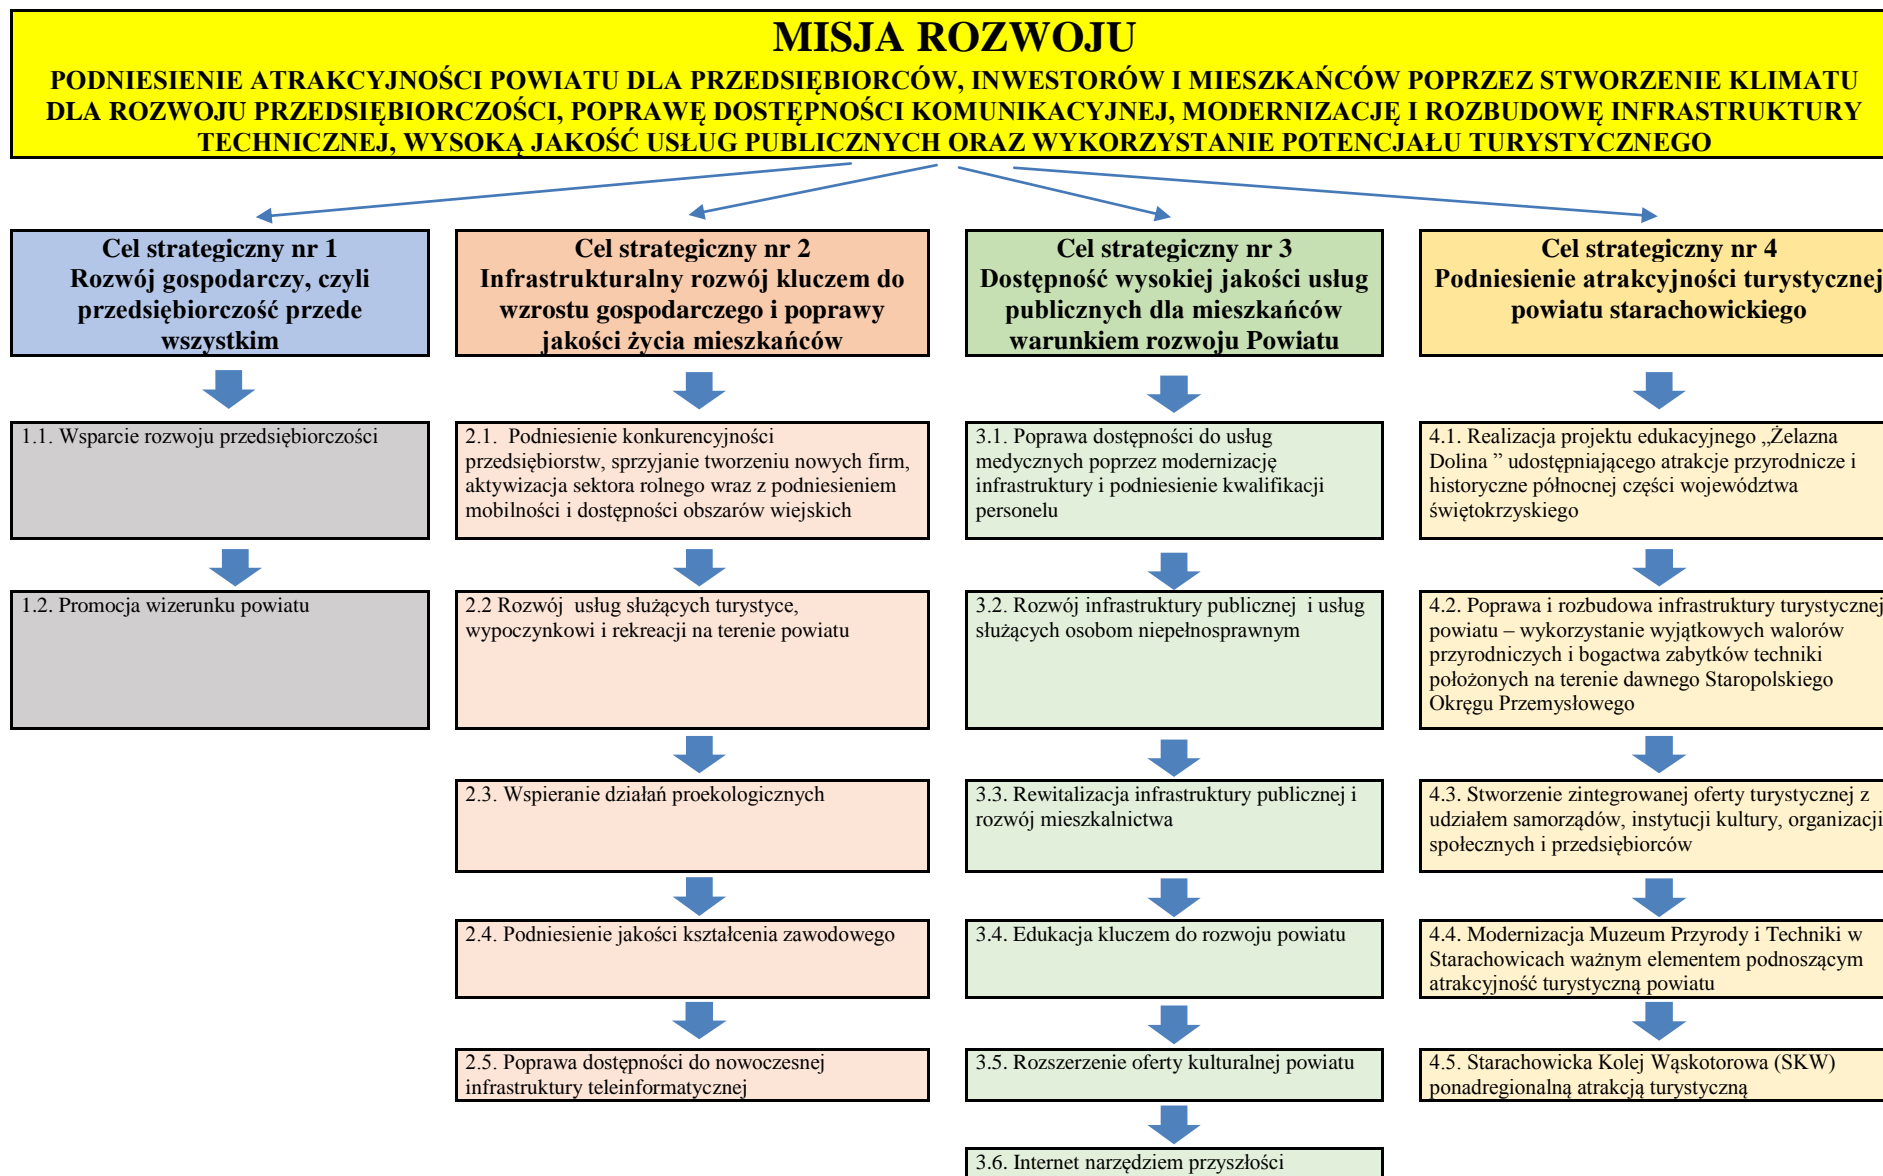 MISJA ROZWOJU
PODNIESIENIE ATRAKCYJNOŚCI POWIATU DLA PRZEDSIĘBIORCÓW, INWESTORÓW I MIESZKAŃCÓW POPRZEZ STWORZENIE KLIMATU
DLA ROZWOJU PRZEDSIĘBIORCZOŚCI, POPRAWĘ DOSTĘPNOŚCI KOMUNIKACYJNEJ, MODERNIZACJĘ I ROZBUDOWĘ INFRASTRUKTURY
TECHNICZNEJ, WYSOKĄ JAKOŚĆ USŁUG PUBLICZNYCH ORAZ WYKORZYSTANIE POTENCJAŁU TURYSTYCZNEGO
Cel strategiczny nr 1
Rozwój gospodarczy, czyli
przedsiębiorczość przede
wszystkim
Cel strategiczny nr 2
Infrastrukturalny rozwój kluczem do
wzrostu gospodarczego i poprawy
jakości życia mieszkańców
Cel strategiczny nr 3
Dostępność wysokiej jakości usług
publicznych dla mieszkańców
warunkiem rozwoju Powiatu
Cel strategiczny nr 4
Podniesienie atrakcyjności turystycznej
powiatu starachowickiego
1.1. Wsparcie rozwoju przedsiębiorczości
2.1. Podniesienie konkurencyjności
przedsiębiorstw, sprzyjanie tworzeniu nowych firm,
aktywizacja sektora rolnego wraz z podniesieniem
mobilności i dostępności obszarów wiejskich
3.1. Poprawa dostępności do usług
medycznych poprzez modernizację
infrastruktury i podniesienie kwalifikacji
personelu
4.1. Realizacja projektu edukacyjnego „Żelazna
Dolina ” udostępniającego atrakcje przyrodnicze i
historyczne północnej części województwa
świętokrzyskiego
1.2. Promocja wizerunku powiatu
2.2 Rozwój usług służących turystyce,
wypoczynkowi i rekreacji na terenie powiatu
3.2. Rozwój infrastruktury publicznej i usług
służących osobom niepełnosprawnym
4.2. Poprawa i rozbudowa infrastruktury turystycznej
powiatu – wykorzystanie wyjątkowych walorów
przyrodniczych i bogactwa zabytków techniki
położonych na terenie dawnego Staropolskiego
Okręgu Przemysłowego
2.3. Wspieranie działań proekologicznych
3.3. Rewitalizacja infrastruktury publicznej i
rozwój mieszkalnictwa
4.3. Stworzenie zintegrowanej oferty turystycznej z
udziałem samorządów, instytucji kultury, organizacji
społecznych i przedsiębiorców
2.4. Podniesienie jakości kształcenia zawodowego
3.4. Edukacja kluczem do rozwoju powiatu
4.4. Modernizacja Muzeum Przyrody i Techniki w
Starachowicach ważnym elementem podnoszącym
atrakcyjność turystyczną powiatu
2.5. Poprawa dostępności do nowoczesnej
infrastruktury teleinformatycznej
3.5. Rozszerzenie oferty kulturalnej powiatu
4.5. Starachowicka Kolej Wąskotorowa (SKW)
ponadregionalną atrakcją turystyczną
3.6. Internet narzędziem przyszłości